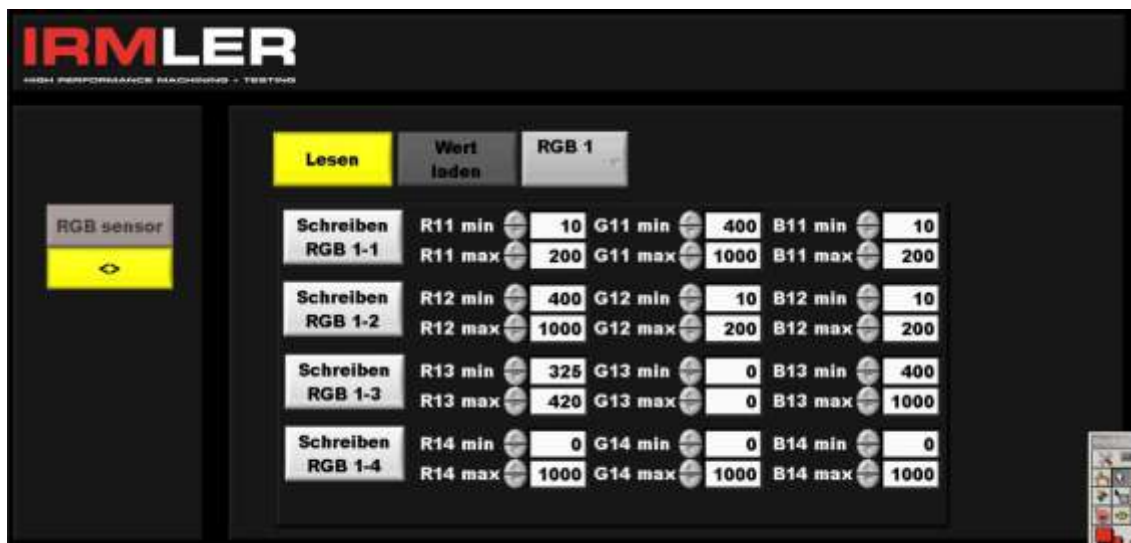 IRMLER
HIGH PERFORMANCE MACHINING + TESTING
Lesen
Wert
laden
RGB 1
RGB sensor
<>
Schreiben
RGB 1-1
R11 min 10 G11 min 400 B11 min 10
R11 max 200 G11 max 1000 B11 max 200
Schreiben
RGB 1-2
R12 min 400 G12 min 10 B12 min 10
R12 max 1000 G12 max 200 B12 max 200
Schreiben
RGB 1-3
R13 min 325 G13 min 0 B13 min 400
R13 max 420 G13 max 0 B13 max 1000
Schreiben
RGB 1-4
R14 min 0 G14 min 0 B14 min 0
R14 max 1000 G14 max 1000 B14 max 1000